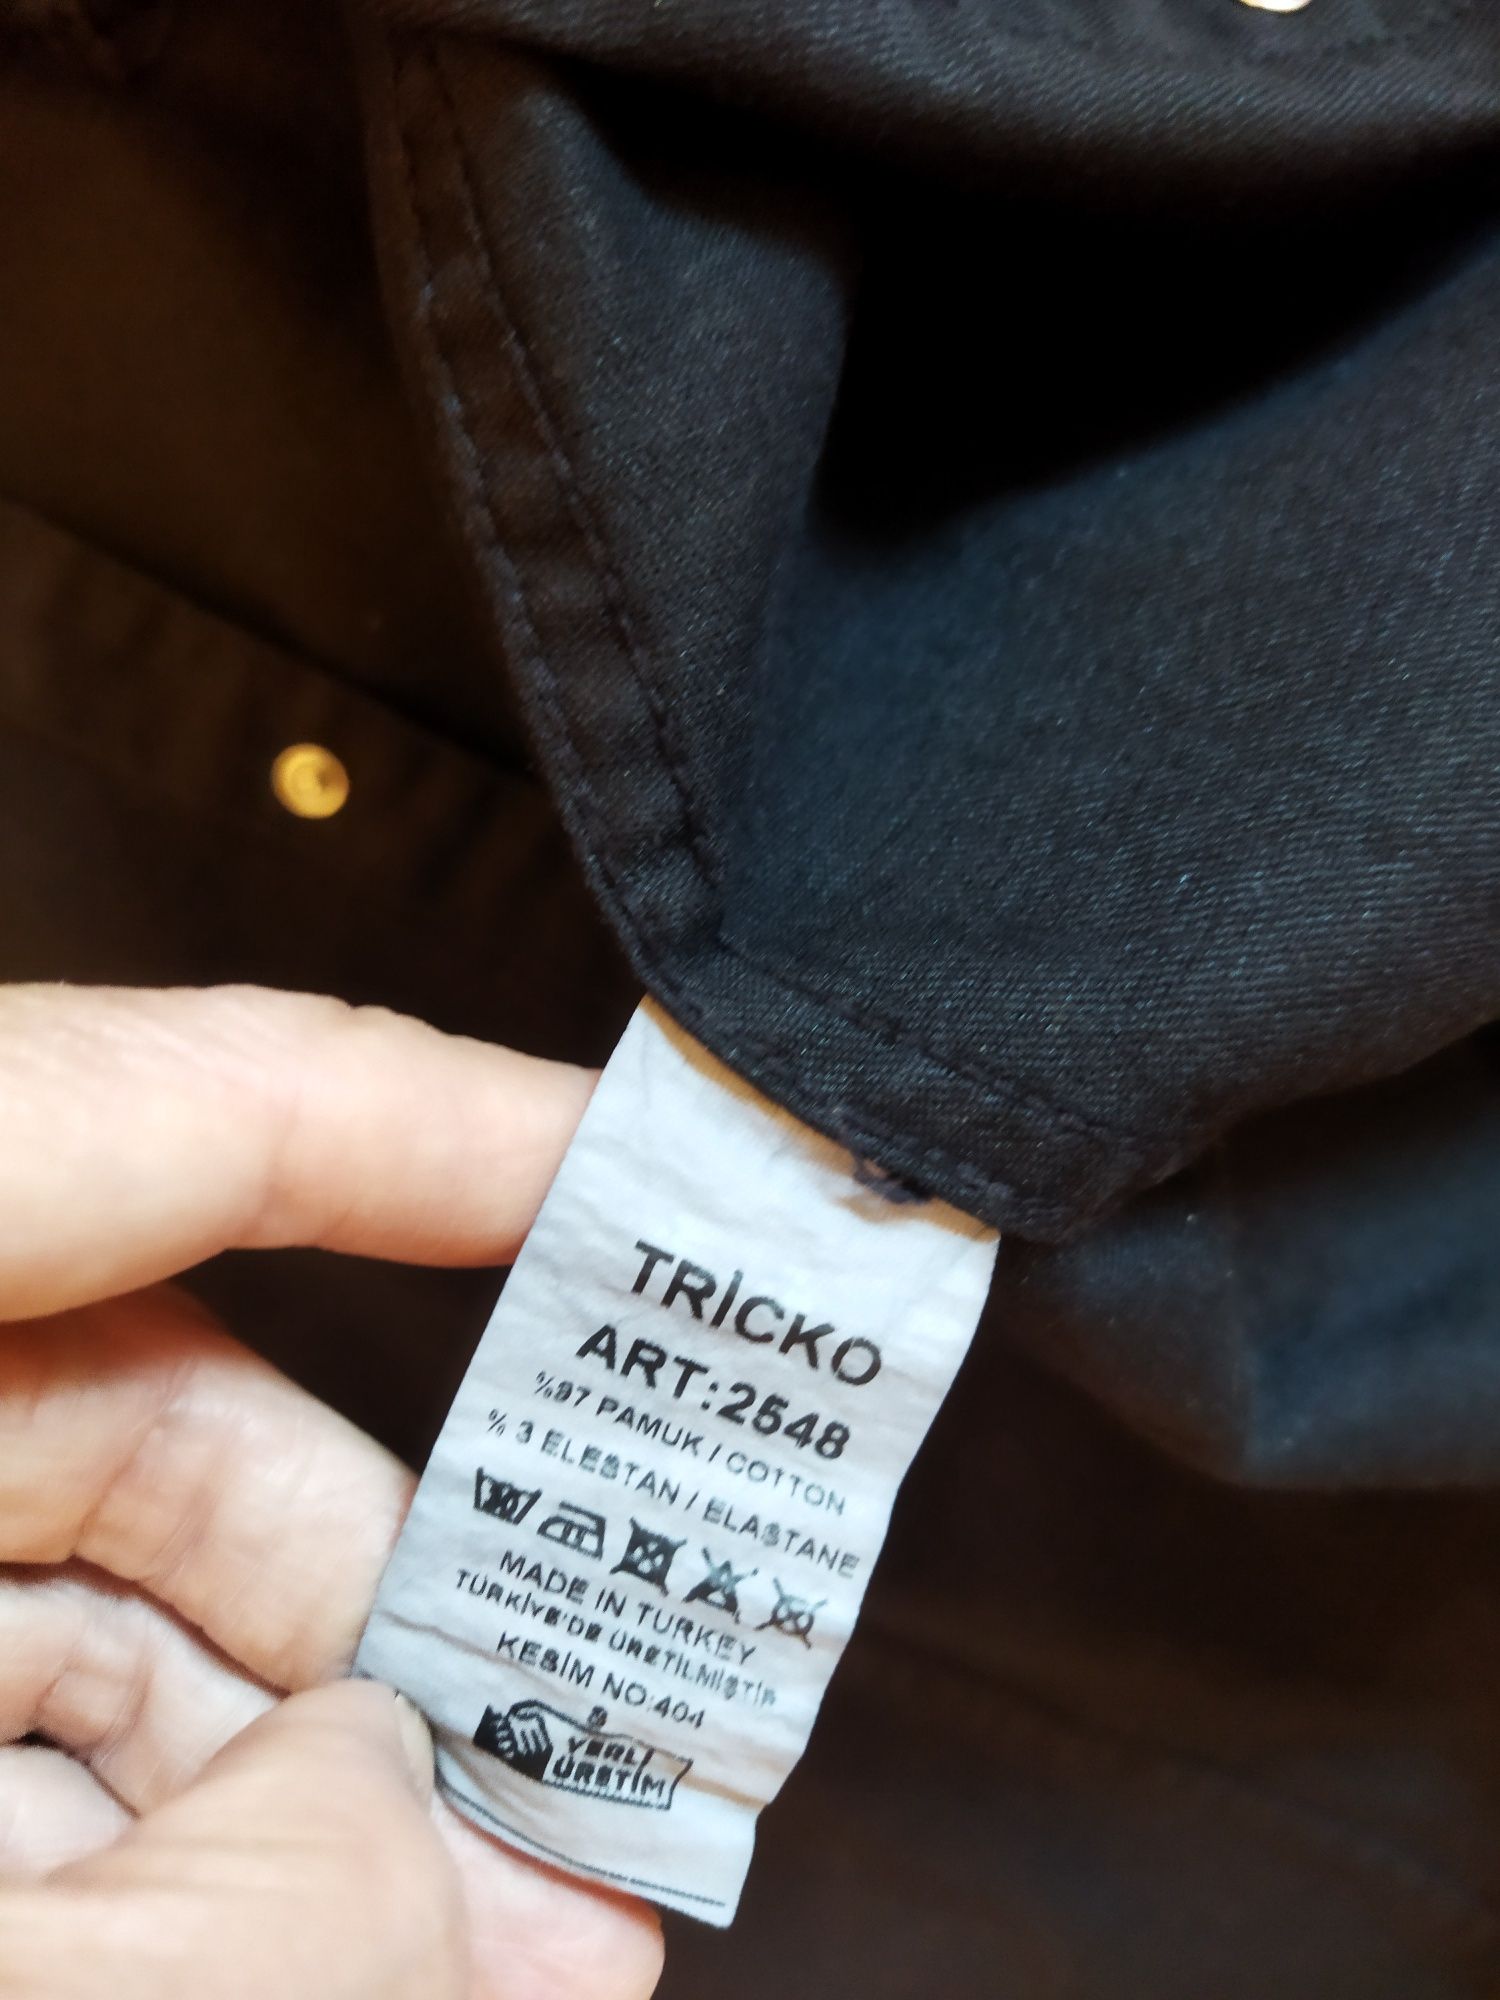 TRİCKO
ART:2548
%97 PAMUK / COTTON
% 3 ELESTAN / ELASTANE
MADE IN TURKEY
TÜRKİYE'DE ÜRETİLMİŞTİR
KESİM NO:404
YERLİ
ÜRETİM